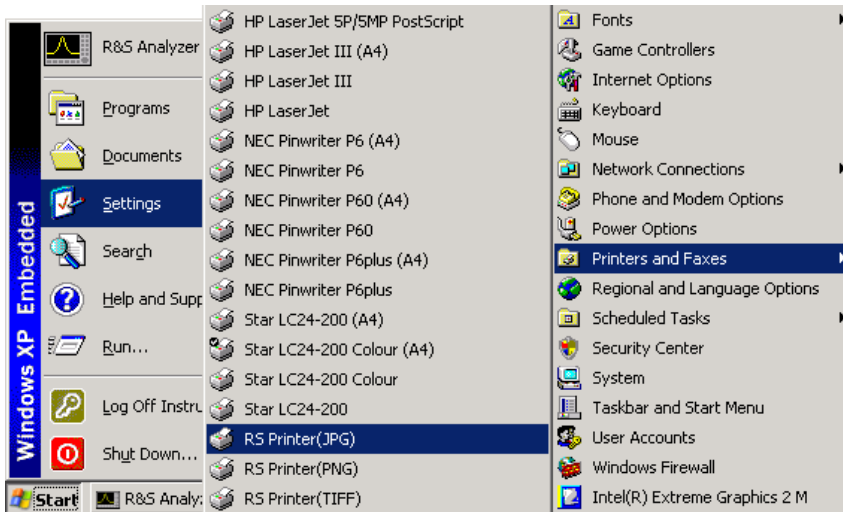 Windows XP Embedded
R&S Analyzer
Programs
Documents
Settings
Search
Help and Supp
Run...
Log Off Instru
Shut Down...
Start
R&S Analy
HP LaserJet 5P/5MP PostScript
HP LaserJet III (A4)
HP LaserJet III
HP LaserJet
NEC Pinwriter P6 (A4)
NEC Pinwriter P6
NEC Pinwriter P60 (A4)
NEC Pinwriter P60
NEC Pinwriter P6plus (A4)
NEC Pinwriter P6plus
Star LC24-200 (A4)
Star LC24-200 Colour (A4)
Star LC24-200 Colour
Star LC24-200
RS Printer(JPG)
RS Printer(PNG)
RS Printer(TIFF)
Fonts
Game Controllers
Internet Options
Keyboard
Mouse
Network Connections
Phone and Modem Options
Power Options
Printers and Faxes
Regional and Language Options
Scheduled Tasks
Security Center
System
Taskbar and Start Menu
User Accounts
Windows Firewall
Intel(R) Extreme Graphics 2 M